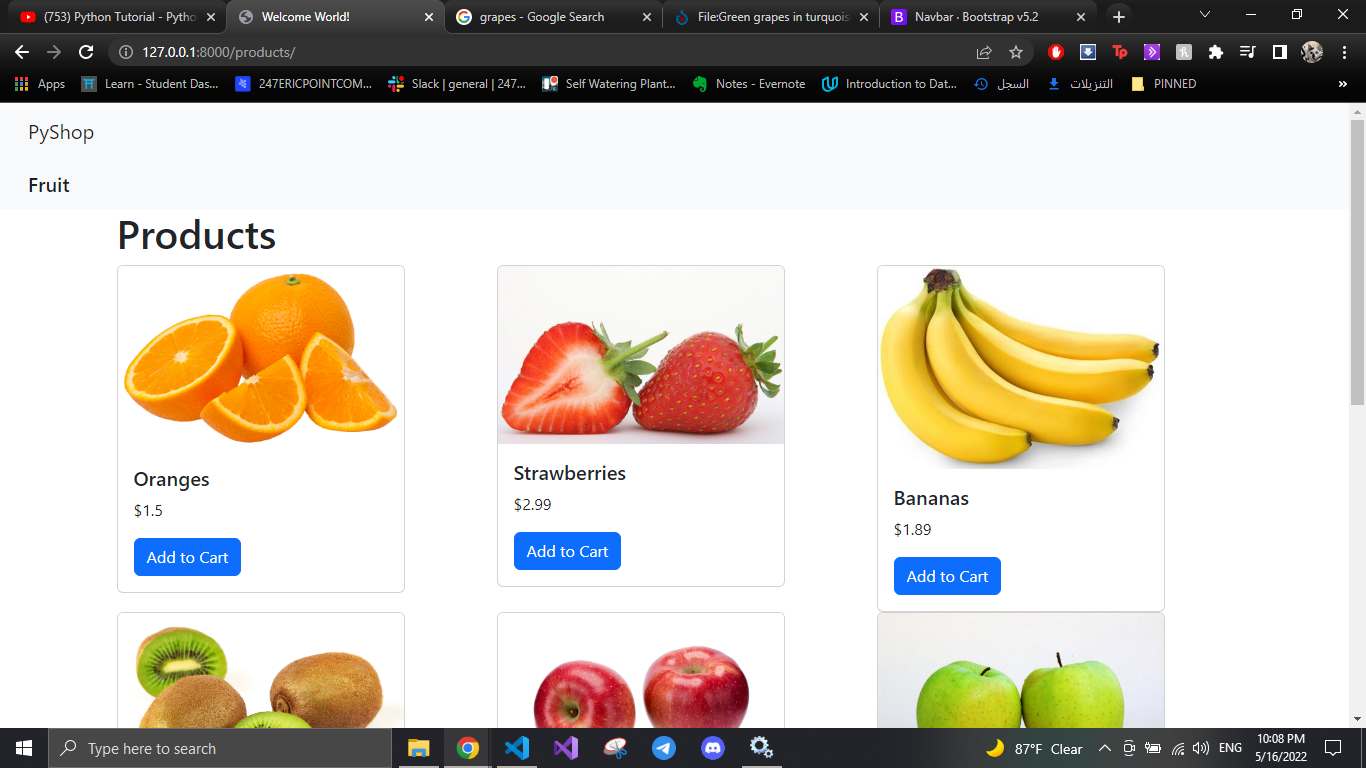 (753) Python Tutorial - Pytho
Welcome World!
grapes - Google Search
File:Green grapes in turquois
Navbar · Bootstrap v5.2
127.0.0.1:8000/products/
Apps
Learn - Student Das...
247ERICPOINTCOM...
Slack | general | 247...
Self Watering Plant...
Notes - Evernote
Introduction to Dat...
السجل
التنزيلات
PINNED
PyShop
Fruit
Products
Oranges
$1.5
Add to Cart
Strawberries
$2.99
Add to Cart
Bananas
$1.89
Add to Cart
Type here to search
87°F Clear
ENG
10:08 PM
5/16/2022